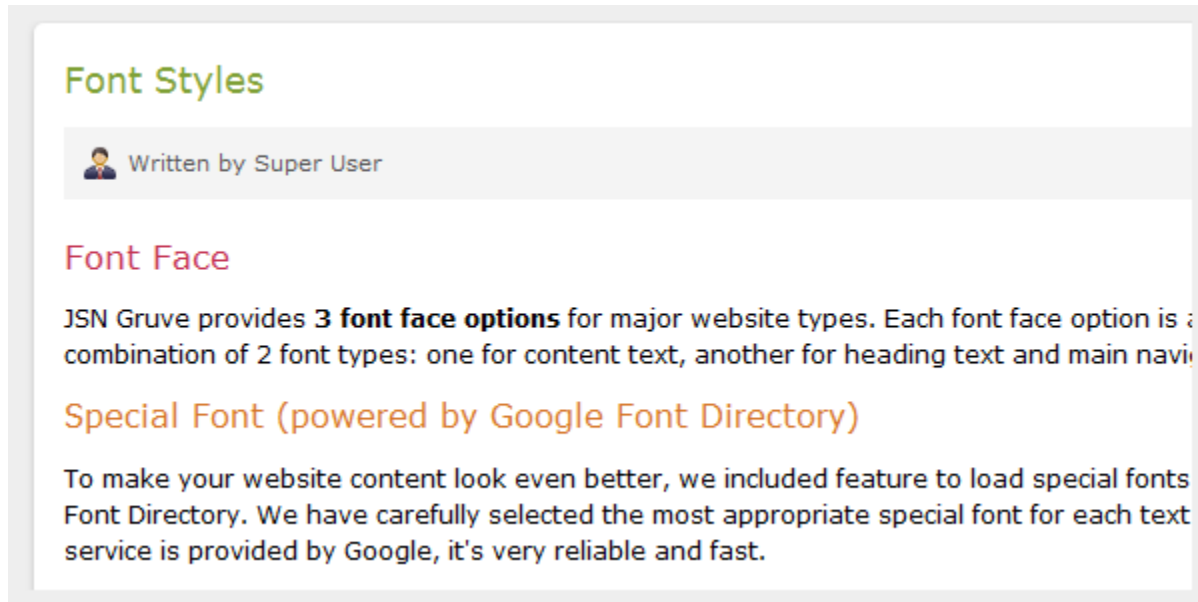 Font Styles
Written by Super User
Font Face
JSN Gruve provides 3 font face options for major website types. Each font face option is
combination of 2 font types: one for content text, another for heading text and main
Special Font (powered by Google Font Directory)
To make your website content look even better, we included feature to load special fonts
Font Directory. We have carefully selected the most appropriate special font for each text
service is provided by Google, it's very reliable and fast.